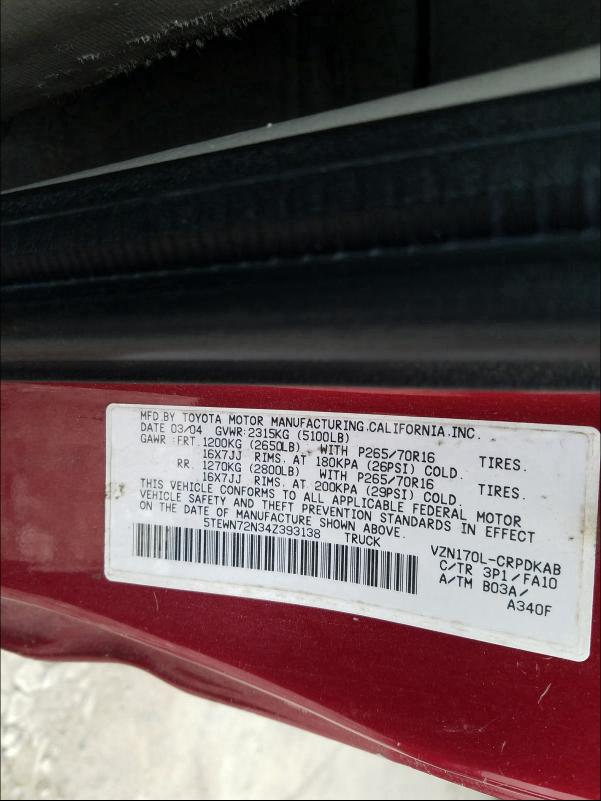 MFD.BY TOYOTA MOTOR MANUFACTURING.CALIFORNIA.INC.
DATE 03/04 GVWR:2315KG (5100LB)
GAWR :FRT. 1200KG (2650LB) WITH P265/70R16 TIRES.
16X7JJ RIMS. AT 180KPA (26PSI) COLD.
RR. 1270KG (2800LB) WITH P265/70R16 TIRES.
16X7JJ RIMS. AT 200KPA (29PSI) COLD.
THIS VEHICLE CONFORMS TO ALL APPLICABLE FEDERAL MOTOR
VEHICLE SAFETY AND THEFT PREVENTION STANDARDS IN EFFECT
ON THE DATE OF MANUFACTURE SHOWN ABOVE.
5TEWN72N34Z393138 TRUCK
VZN170L-CRPDKAB
C/TR 3P1/FA10
A/TM B03A/
A340F